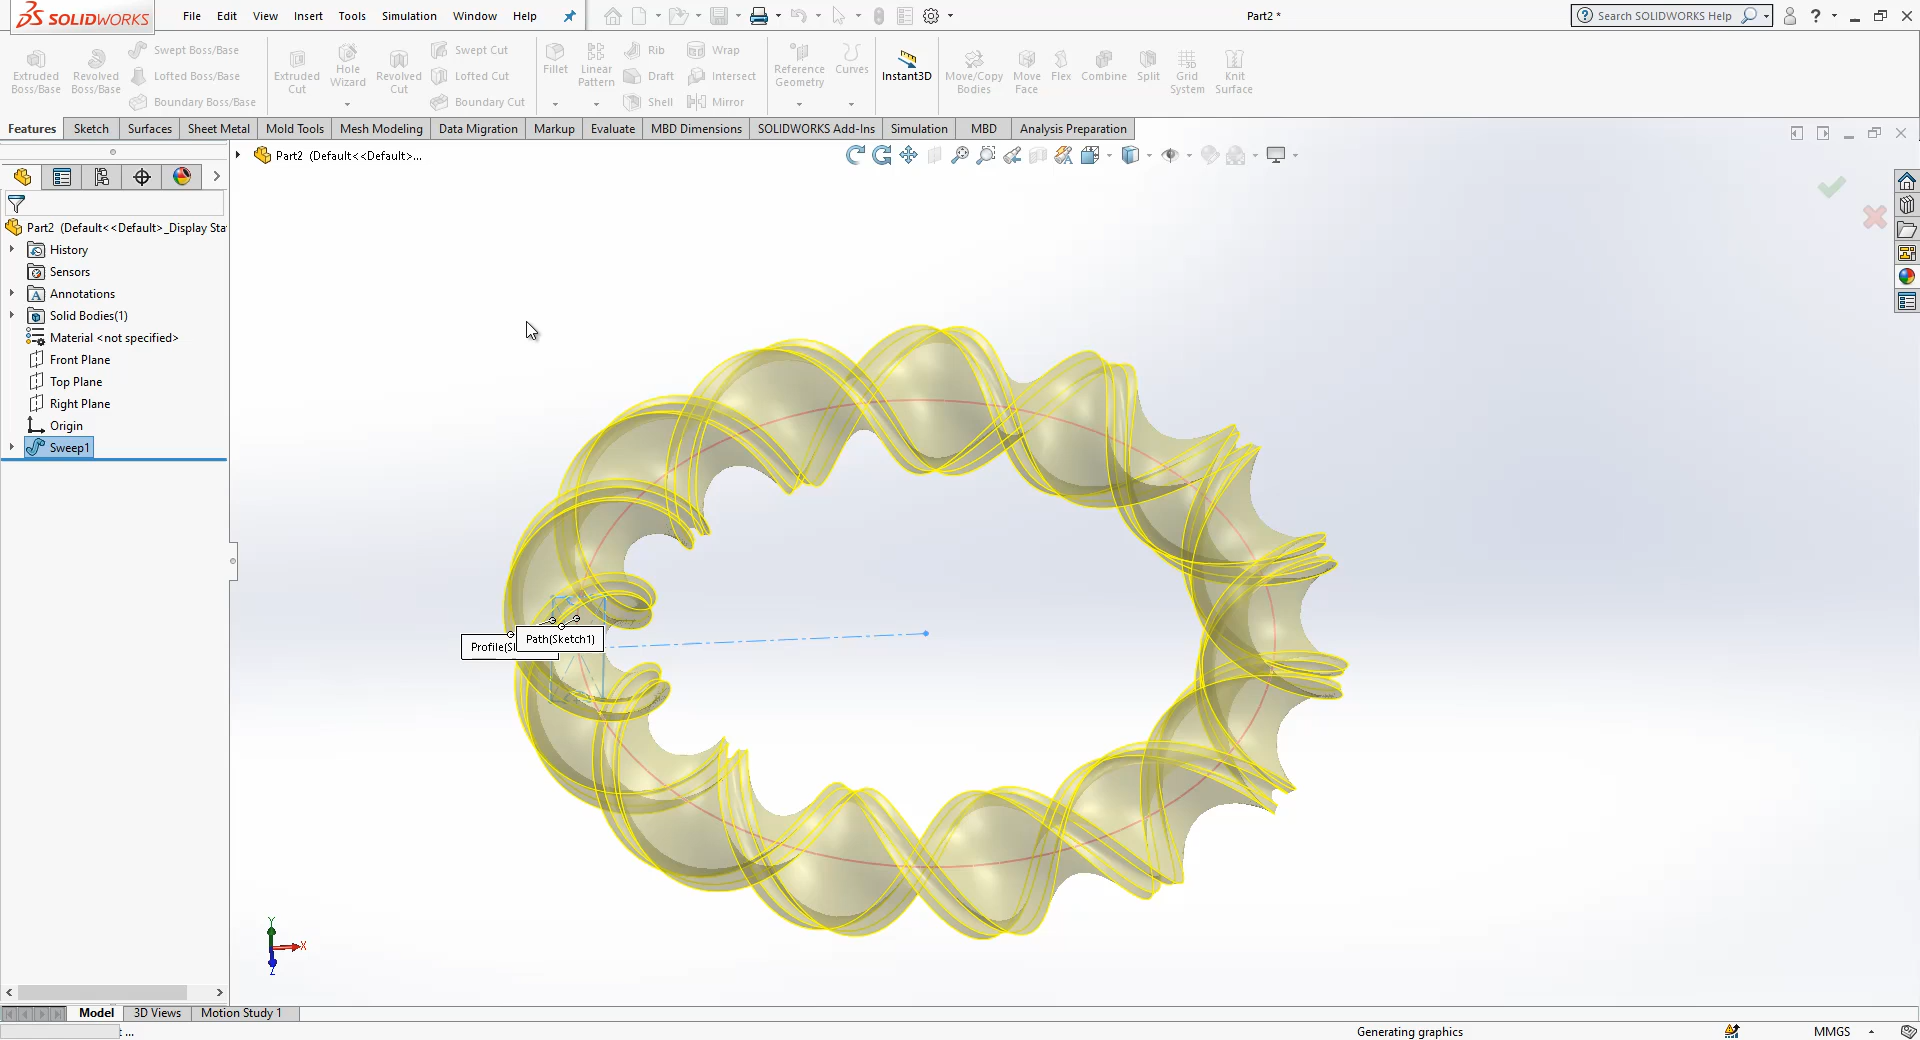 SOLIDWORKS
File Edit View Insert Tools Simulation Window Help
Part2 *
Search SOLIDWORKS Help
Extruded Boss/Base
Revolved Boss/Base
Swept Boss/Base
Lofted Boss/Base
Boundary Boss/Base
Extruded Cut
Hole Wizard
Revolved Cut
Swept Cut
Lofted Cut
Boundary Cut
Fillet
Linear Pattern
Rib
Draft
Shell
Wrap
Intersect
Mirror
Reference Geometry
Curves
Instant3D
Move/Copy Bodies
Move Face
Flex
Combine
Split
Grid System
Knit Surface
Features Sketch Surfaces Sheet Metal Mold Tools Mesh Modeling Data Migration Markup Evaluate MBD Dimensions SOLIDWORKS Add-Ins Simulation MBD Analysis Preparation
Part2 (Default<<Default>...
Part2 (Default<<Default>_Display Sta
History
Sensors
Annotations
Solid Bodies(1)
Material <not specified>
Front Plane
Top Plane
Right Plane
Origin
Sweep1
Path(Sketch1)
Profile(S
Y
X
Z
Model 3D Views Motion Study 1
Generating graphics
MMGS